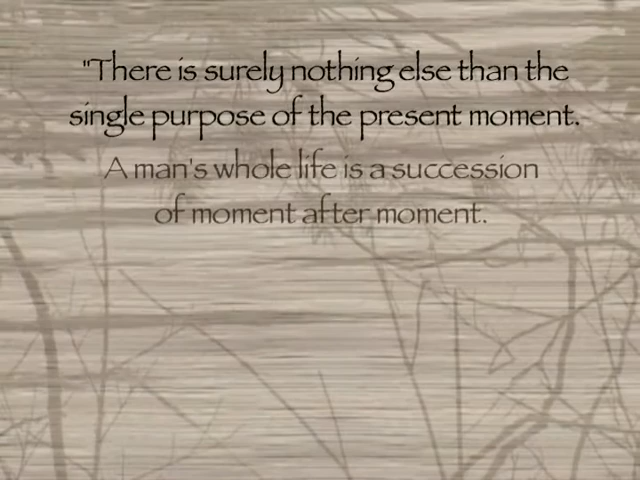 "There is surely nothing else than the
single purpose of the present moment.
A man's whole life is a succession
of moment after moment.